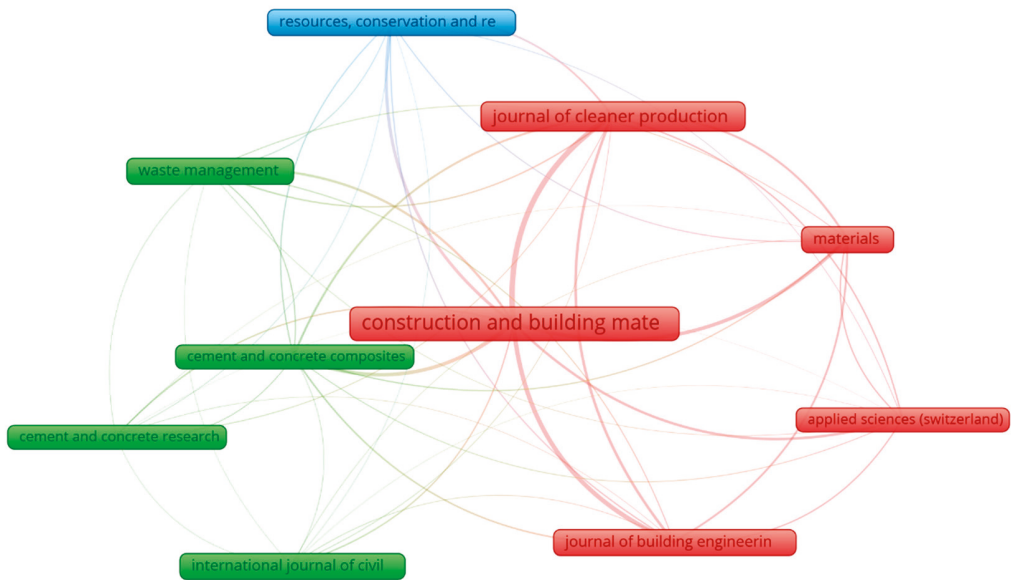 resources, conservation and re
journal of cleaner production
waste management
materials
construction and building mate
cement and concrete composites
applied sciences (switzerland)
cement and concrete research
journal of building engineerin
international journal of civil